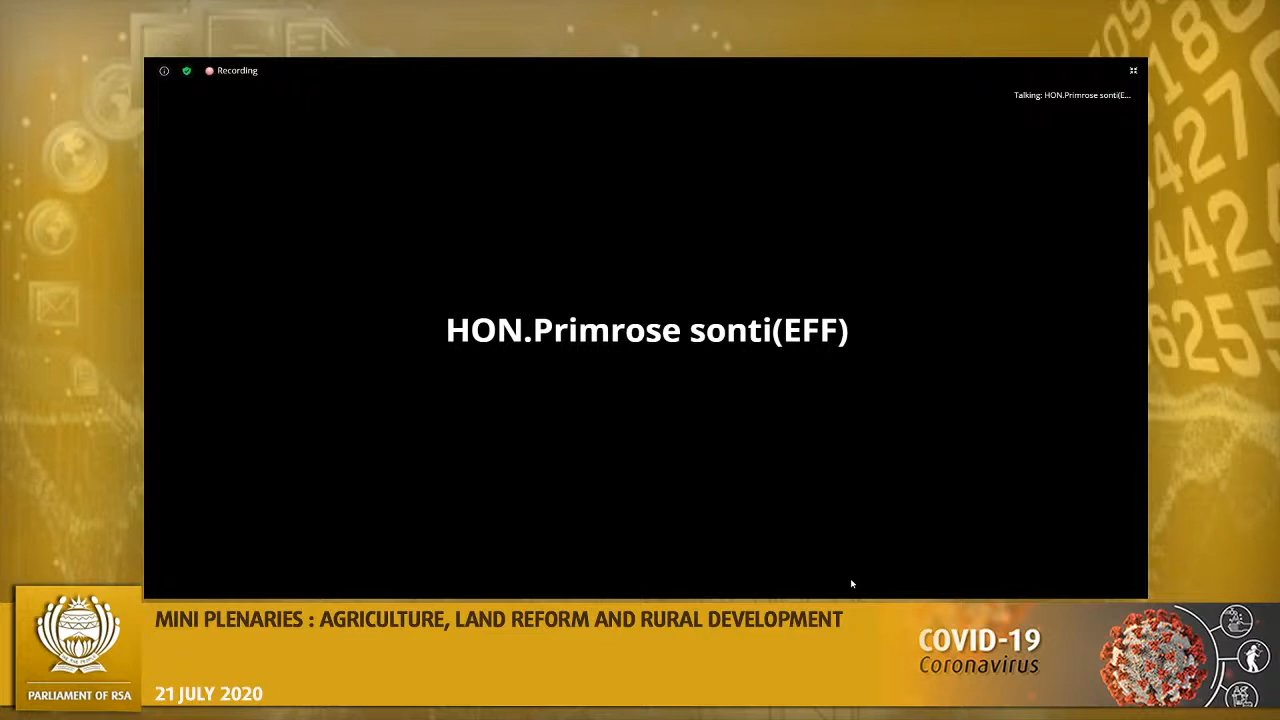 Recording
Talking: HON.Primrose sonti(E...
HON.Primrose sonti(EFF)
MINI PLENARIES : AGRICULTURE, LAND REFORM AND RURAL DEVELOPMENT
COVID-19
Coronavirus
PARLIAMENT OF RSA
21 JULY 2020